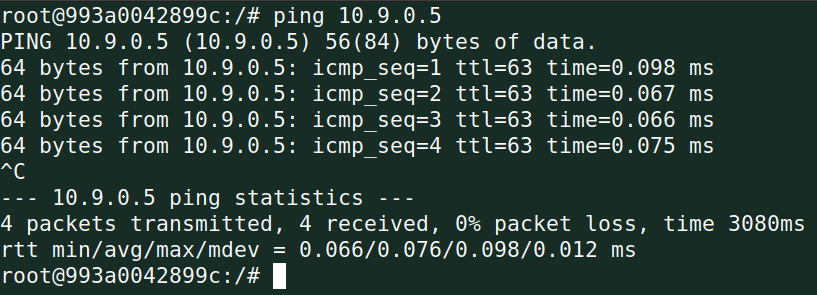 root@993a0042899c:/# ping 10.9.0.5
PING 10.9.0.5 (10.9.0.5) 56(84) bytes of data.
64 bytes from 10.9.0.5: icmp_seq=1 ttl=63 time=0.098 ms
64 bytes from 10.9.0.5: icmp_seq=2 ttl=63 time=0.067 ms
64 bytes from 10.9.0.5: icmp_seq=3 ttl=63 time=0.066 ms
64 bytes from 10.9.0.5: icmp_seq=4 ttl=63 time=0.075 ms
^C
--- 10.9.0.5 ping statistics ---
4 packets transmitted, 4 received, 0% packet loss, time 3080ms
rtt min/avg/max/mdev = 0.066/0.076/0.098/0.012 ms
root@993a0042899c:/#